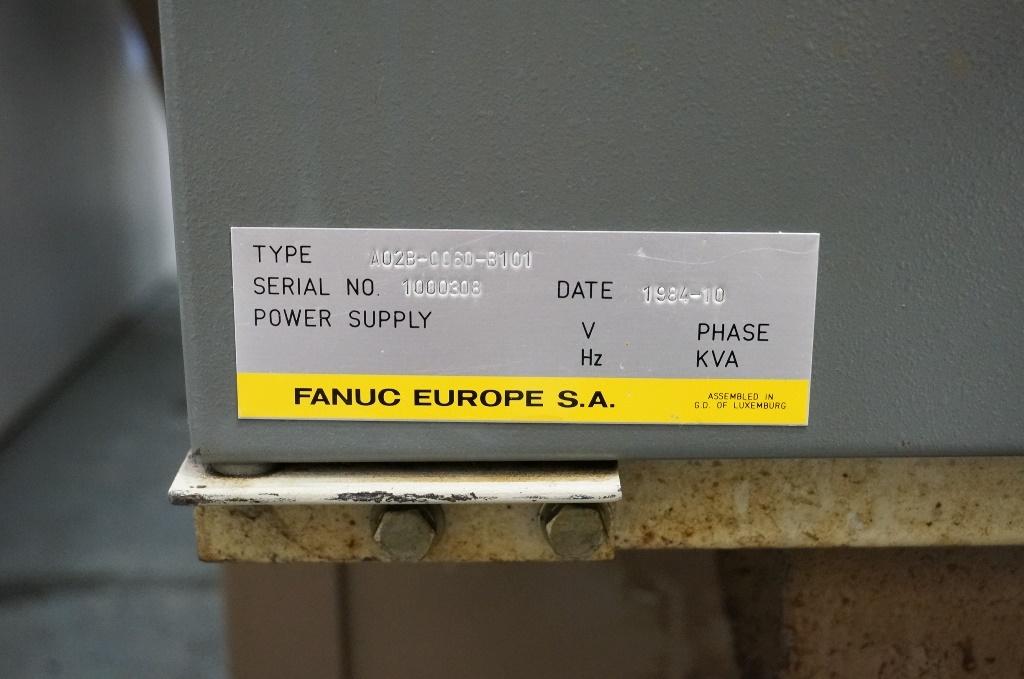 TYPE A02B-0060-B101
SERIAL NO. 1000308 DATE 1984-10
POWER SUPPLY V PHASE
Hz KVA
FANUC EUROPE S.A. ASSEMBLED IN
G.D. OF LUXEMBURG